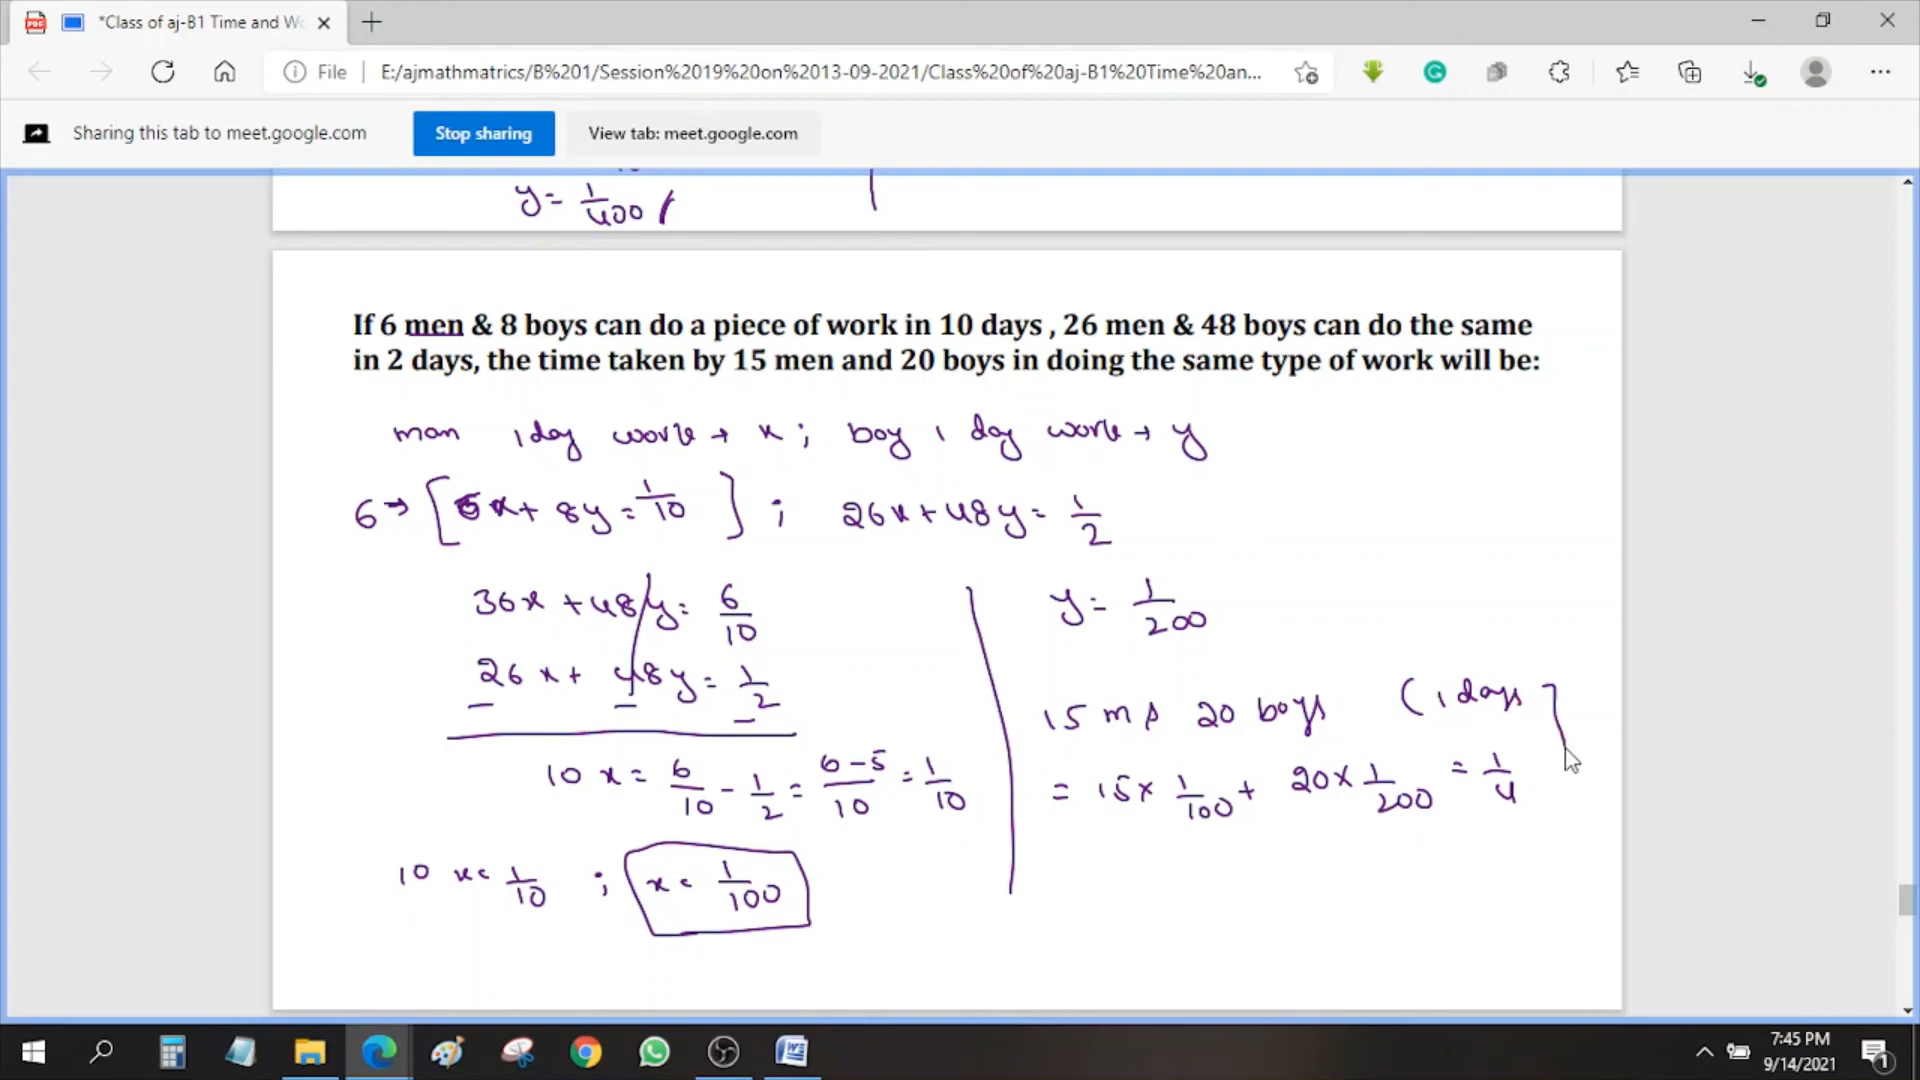 *Class of aj-B1 Time and Wo
File E:/ajmathmatrics/B%201/Session%2019%20on%2013-09-2021/Class%20of%20aj-B1%20Time%20an...
Sharing this tab to meet.google.com Stop sharing View tab: meet.google.com
y = 1/400
If 6 men & 8 boys can do a piece of work in 10 days , 26 men & 48 boys can do the same
in 2 days, the time taken by 15 men and 20 boys in doing the same type of work will be:
man 1 day work → x ; boy 1 day work → y
6 → [6x + 8y = 1/10] ; 26x + 48y = 1/2
36x + 48y = 6/10
26x + 48y = 1/2
10x = 6/10 - 1/2 = 6-5/10 = 1/10
10x = 1/10 ; x = 1/100
y = 1/200
15 m & 20 boys (1 days
= 15 x 1/100 + 20 x 1/200 = 1/4
7:45 PM
9/14/2021
1